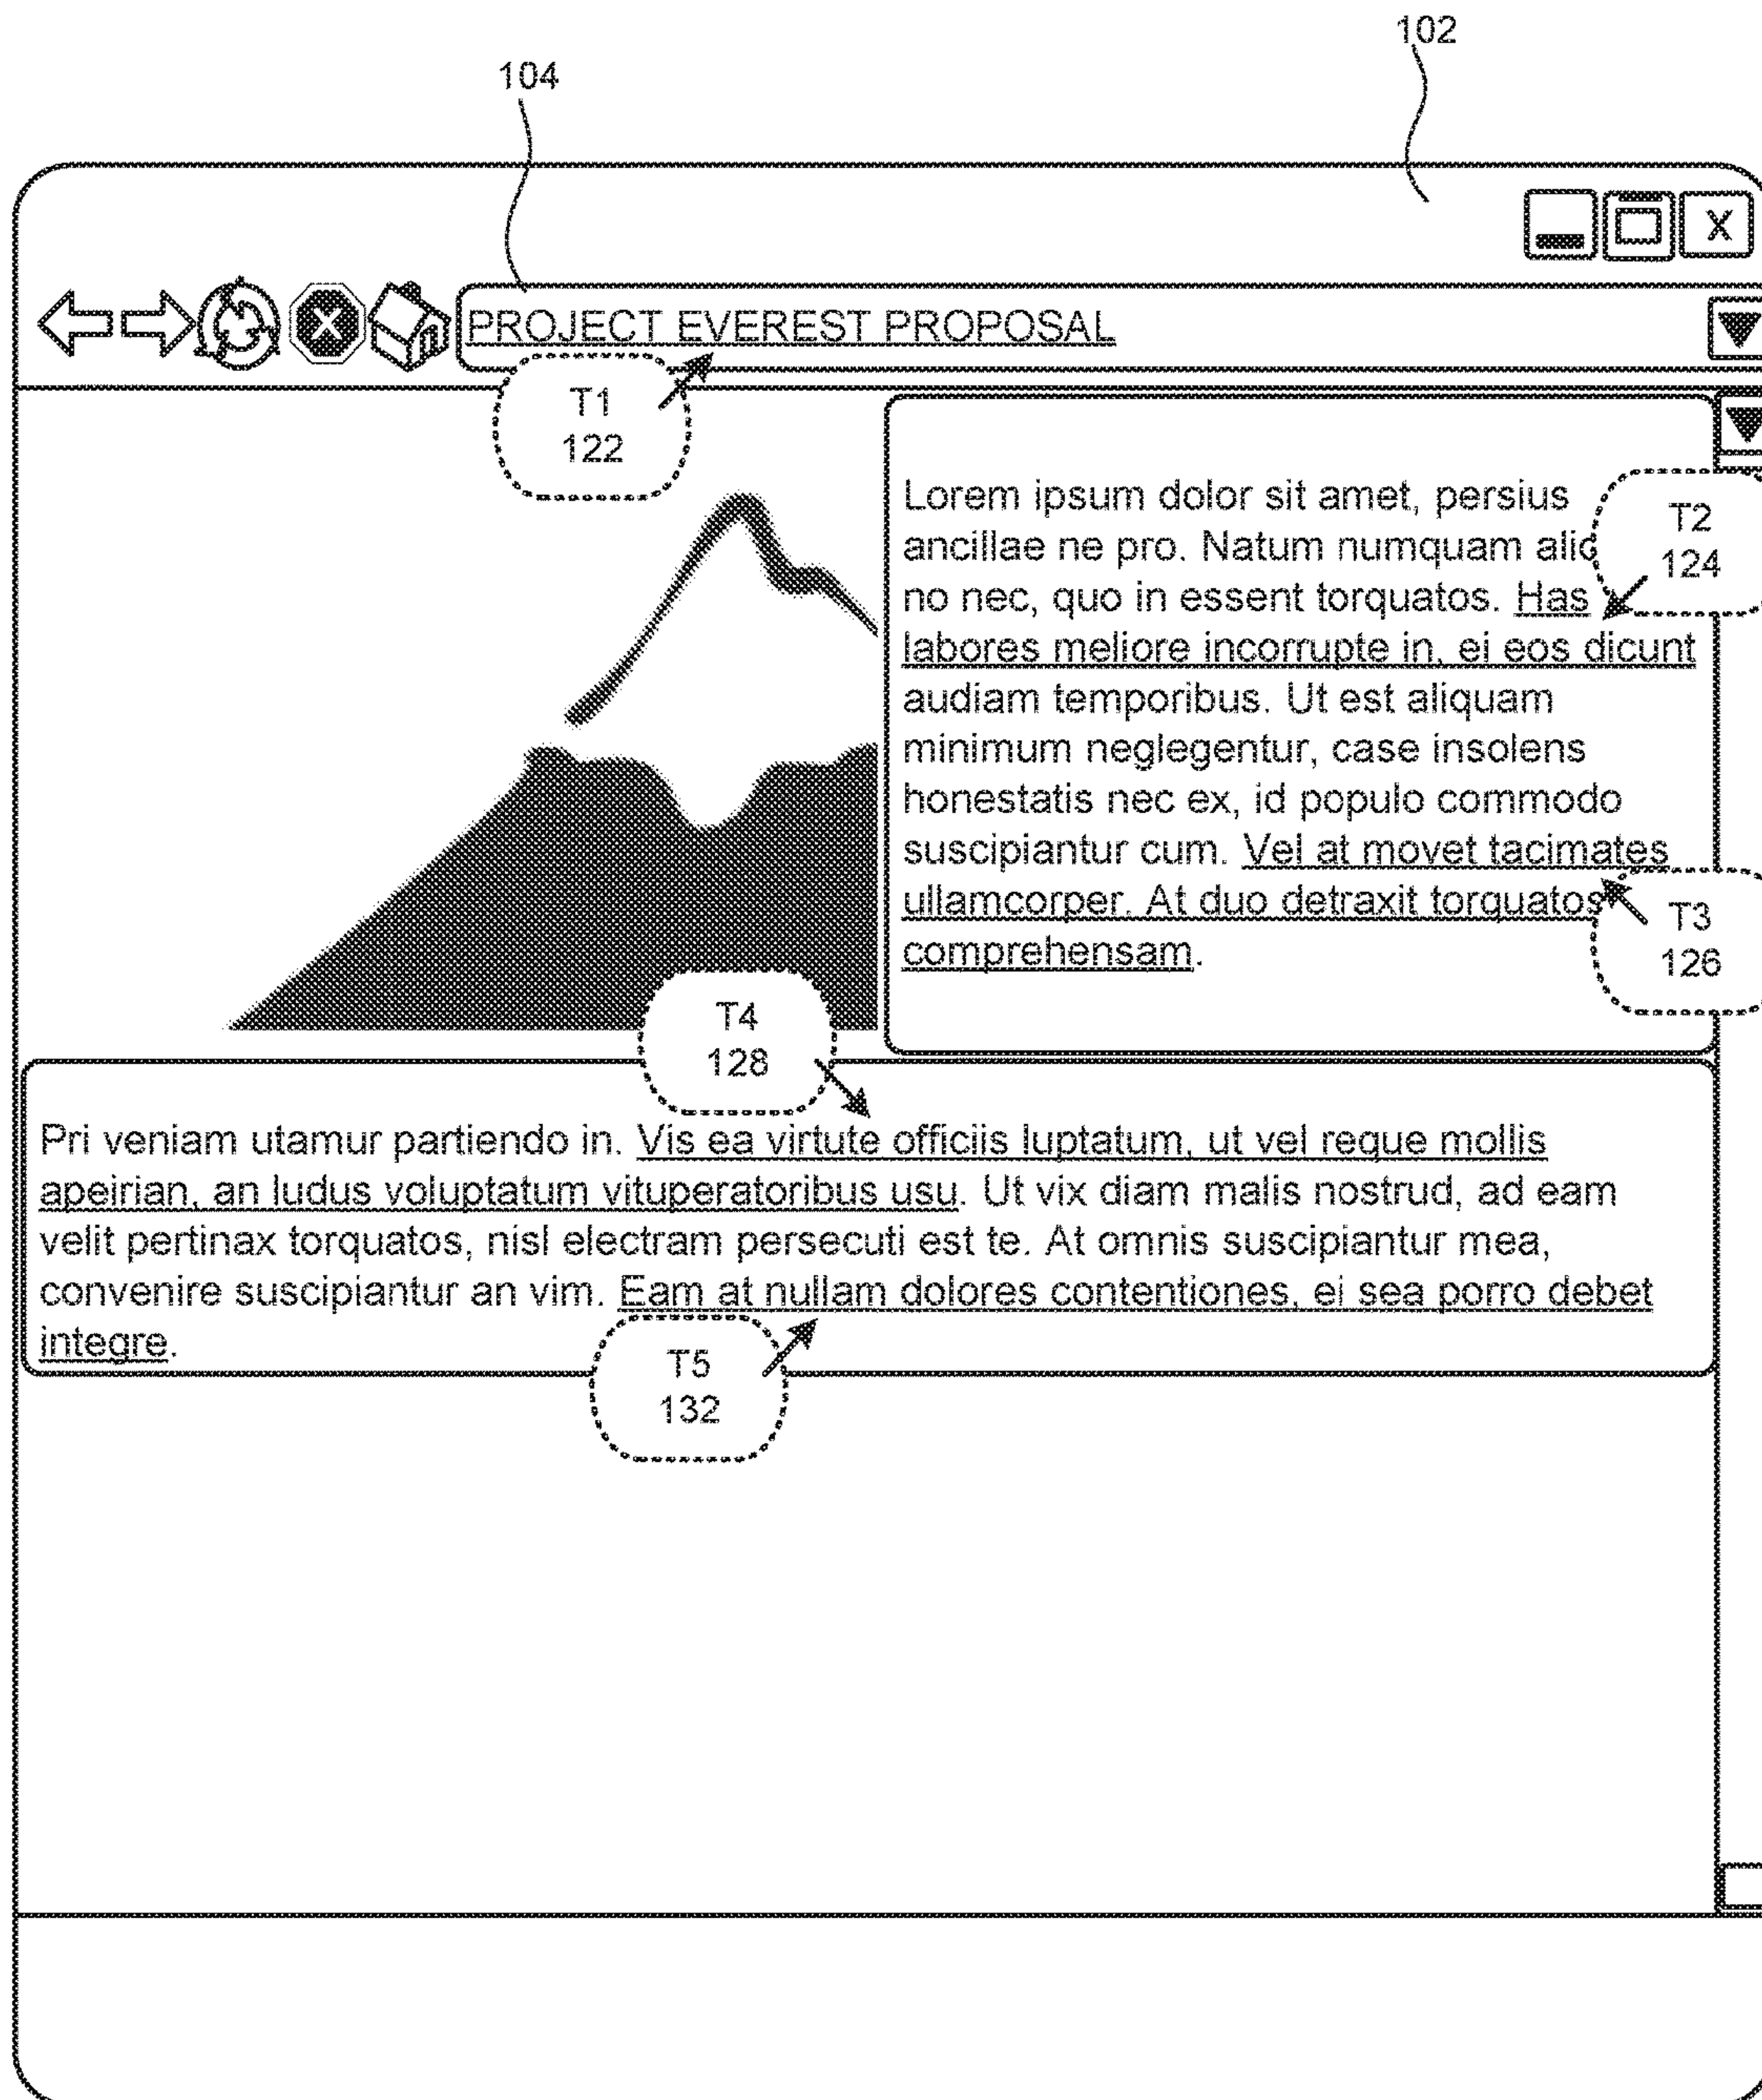 102
104
X
X
PROJECT EVEREST PROPOSAL
T1
122
Lorem ipsum dolor sit amet, persius
ancillae ne pro. Natum numquam
no nec, quo in essent torquatos. Has
labores meliore incorrupte in, ei eos dicunt
audiam temporibus. Ut est aliquam
minimum neglegentur, case insolens
honestatis nec ex, id populo commodo
suscipiantur cum. Vel at movet tacimates
ullamcorper. At duo detraxit torquatos
comprehensam.
T2
124
T3
126
T4
128
Pri veniam utamur partiendo in. Vis ea virtute officiis luptatum, ut vel reque mollis
apeirian, an ludus voluptatum vituperatoribus usu. Ut vix diam malis nostrud, ad eam
velit pertinax torquatos, nisl electram persecuti est te. At omnis suscipiantur mea,
convenire suscipiantur an vim. Eam at nullam dolores contentiones, ei sea porro debet
integre.
T5
132